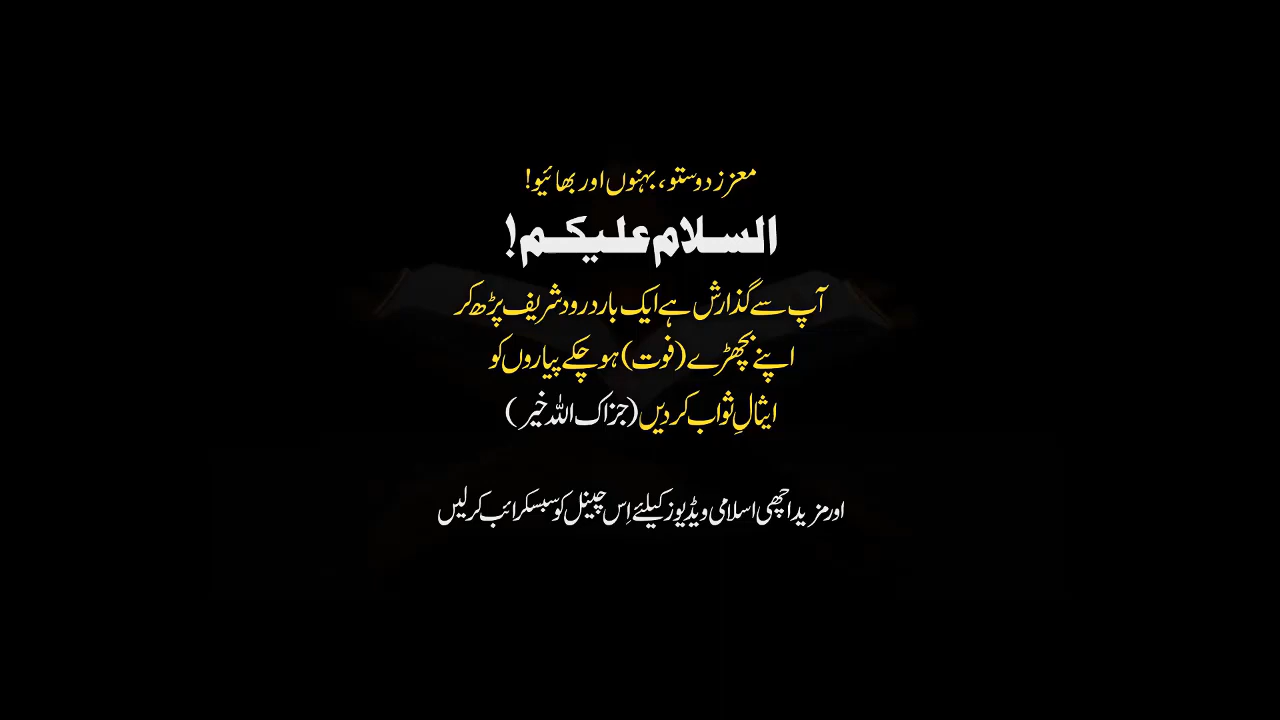 معزز دوستو، بہنوں اور بھائیو!
السلام علیکم!
آپ سے گذارش ہے ایک بار درود شریف پڑھ کر
اپنے بچھڑے (فوت) ہو چکے پیاروں کو
ایثالِ ثواب کر دیں (جزاک اللہ خیر)
اور مزید اچھی اسلامی ویڈیوز کیلئے اِس چینل کو سبسکرائب کر لیں